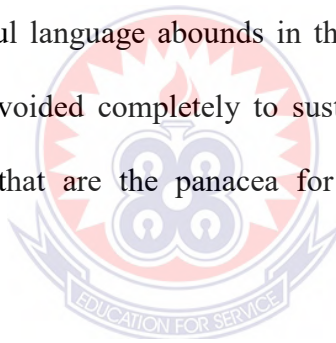 ul language abounds in th
voided completely to sust
that are the panacea for
EDUCATION FOR SERVICE